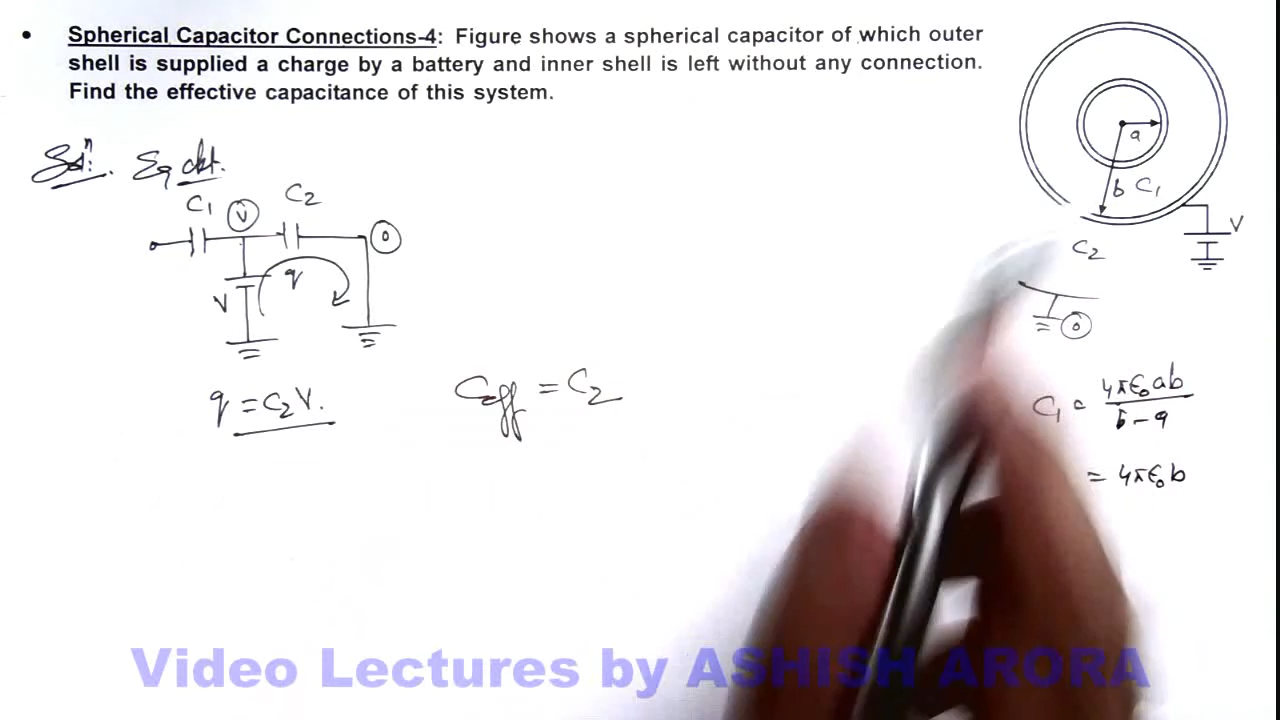 • Spherical Capacitor Connections-4: Figure shows a spherical capacitor of which outer
shell is supplied a charge by a battery and inner shell is left without any connection.
Find the effective capacitance of this system.
Solⁿ. Eq ckt.
C₁ V C₂ 0
V q
q = C₂V.
Ceff = C₂
a
b C₁
V
C₂
0
C₁ = 4πε₀ab / b-a
= 4πε₀b
Video Lectures by ASHISH ARORA